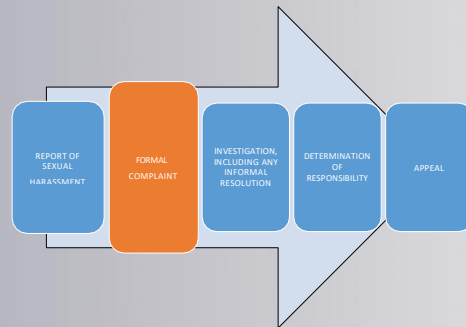 REPORT OF
SEXUAL
HARASSMENT
FORMAL
COMPLAINT
INVESTIGATION,
INCLUDING ANY
INFORMAL
RESOLUTION
DETERMINATION
OF
RESPONSIBILITY
APPEAL